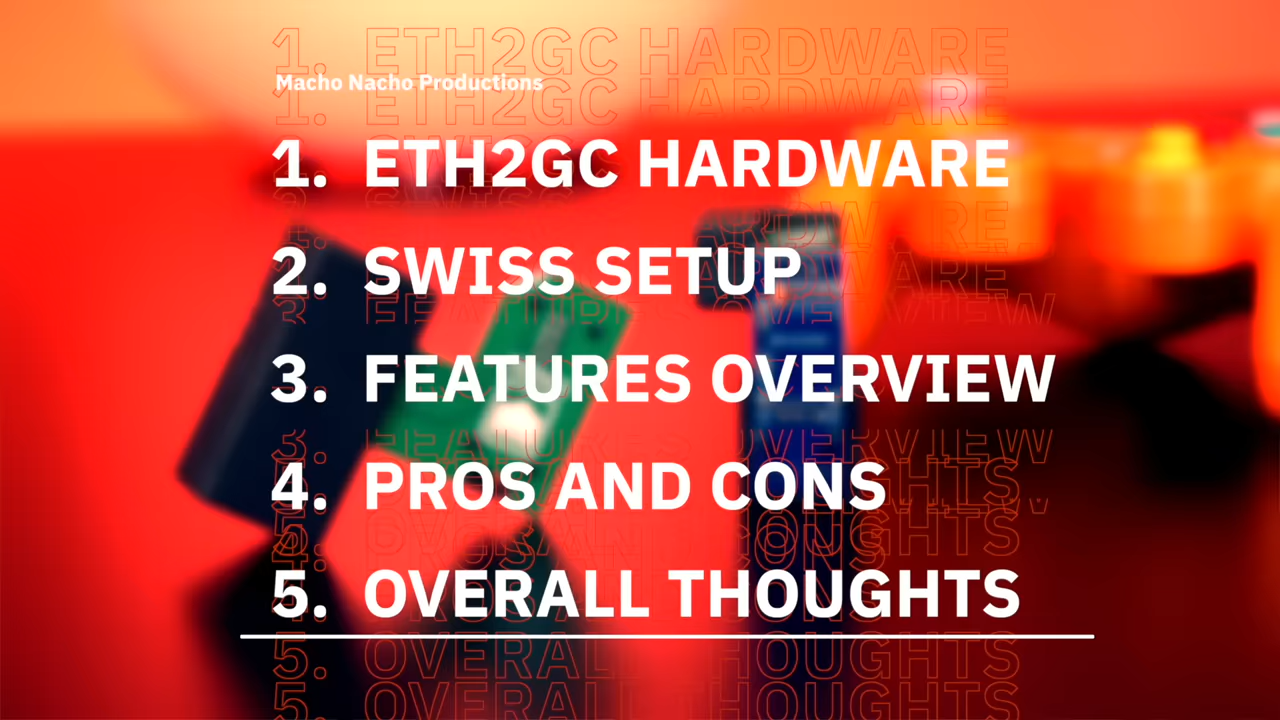 Macho Nacho Productions
1. ETH2GC HARDWARE
2. SWISS SETUP
3. FEATURES OVERVIEW
4. PROS AND CONS
5. OVERALL THOUGHTS